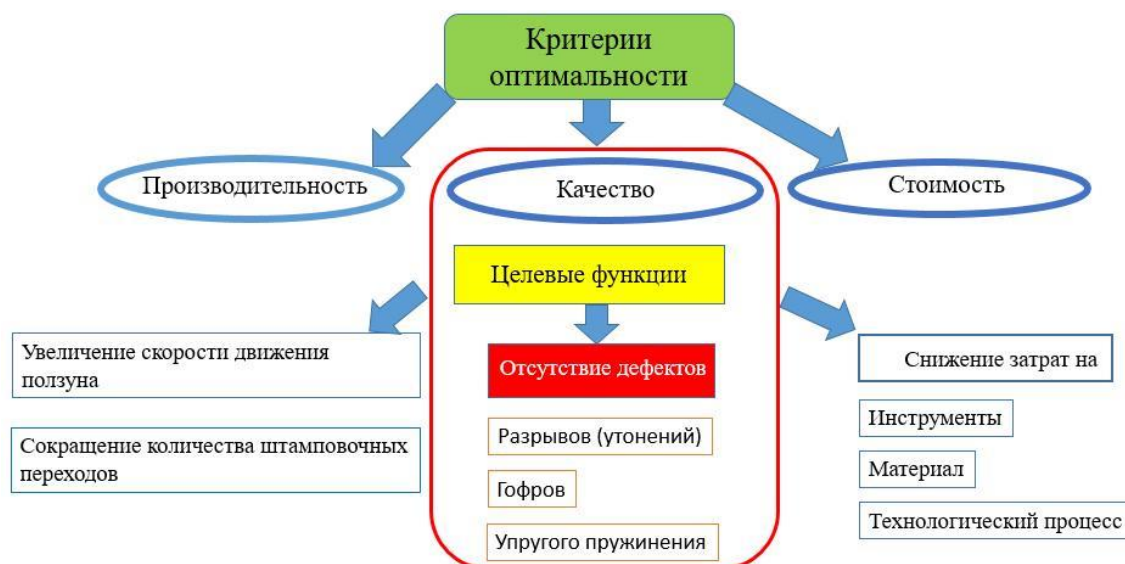 Критерии
оптимальности
Производительность
Качество
Стоимость
Целевые функции
Увеличение скорости движения
ползуна
Сокращение количества штамповочных
переходов
Отсутствие дефектов
Разрывов (утонений)
Гофров
Упругого пружинения
Снижение затрат на
Инструменты
Материал
Технологический процесс